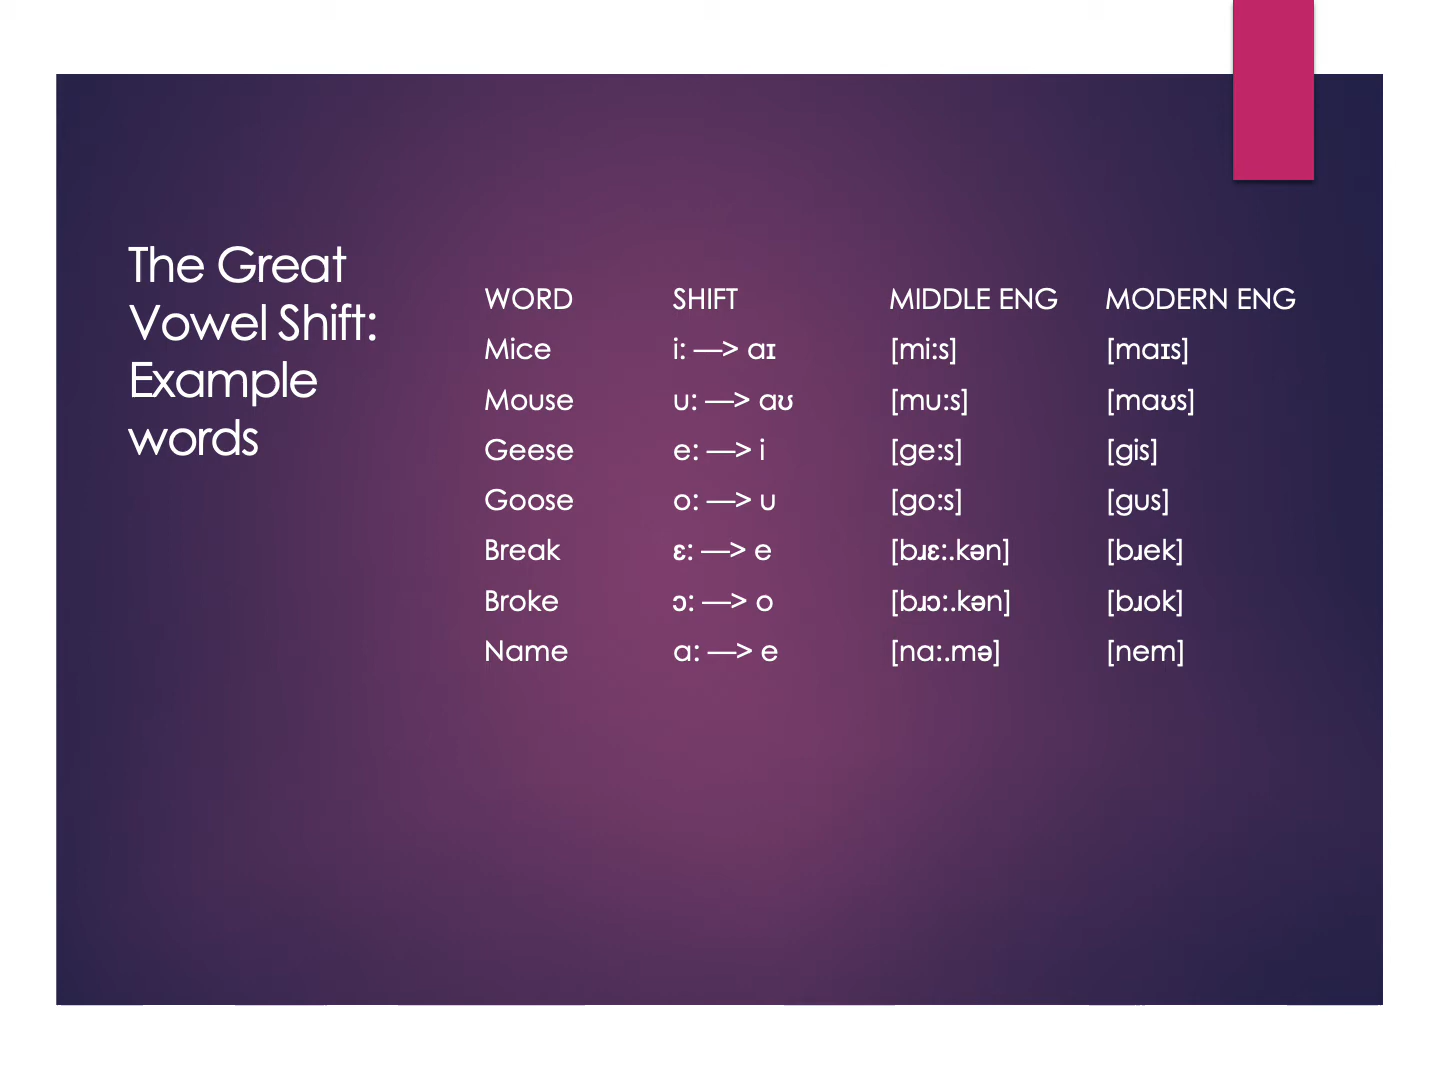 The Great
Vowel Shift:
Example
words
WORD SHIFT MIDDLE ENG MODERN ENG
Mice i: —> aɪ [mi:s] [maɪs]
Mouse u: —> aʊ [mu:s] [maʊs]
Geese e: —> i [ge:s] [gis]
Goose o: —> u [go:s] [gus]
Break ɛ: —> e [bɹɛ:.kən] [bɹek]
Broke ɔ: —> o [bɹɔ:.kən] [bɹok]
Name a: —> e [na:.mə] [nem]